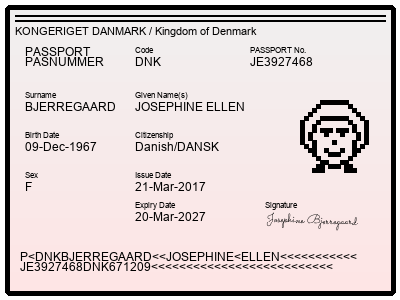 KONGERIGET DANMARK / Kingdom of Denmark
PASSPORT
PASNUMMER
Code
DNK
PASSPORT No.
JE3927468
Surname
BJERREGAARD
Given Name(s)
JOSEPHINE ELLEN
Birth Date
09-Dec-1967
Citizenship
Danish/DANSK
Sex
F
Issue Date
21-Mar-2017
Expiry Date
20-Mar-2027
Signature
Josephine Bjerregaard
P<DNKBJERREGAARD<<JOSEPHINE<ELLEN<<<<<<<<<<<
JE3927468DNK671209<<<<<<<<<<<<<<<<<<<<<<<<<<